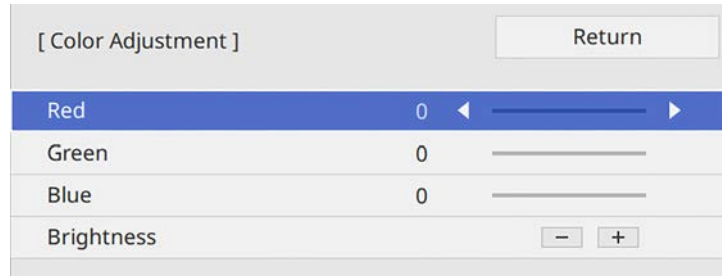 [ Color Adjustment ] Return
Red 0
Green 0
Blue 0
Brightness − +